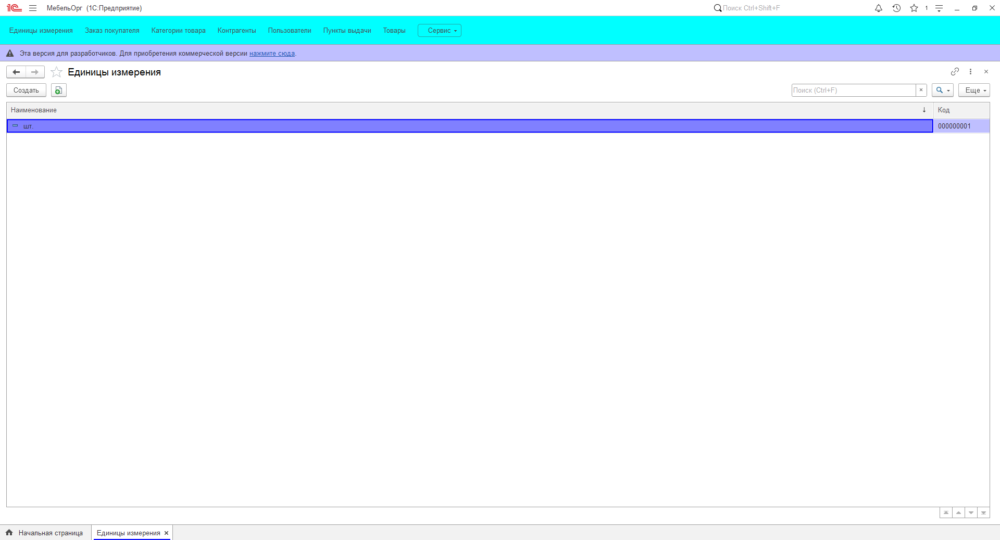 1С МебельОрг (1С:Предприятие) Поиск Ctrl+Shift+F 1
Единицы измерения Заказ покупателя Категории товара Контрагенты Пользователи Пункты выдачи Товары Сервис
Эта версия для разработчиков. Для приобретения коммерческой версии нажмите сюда.
Единицы измерения
Создать Поиск (Ctrl+F) × Еще
Наименование ↓ Код
шт. 000000001
Начальная страница Единицы измерения ×